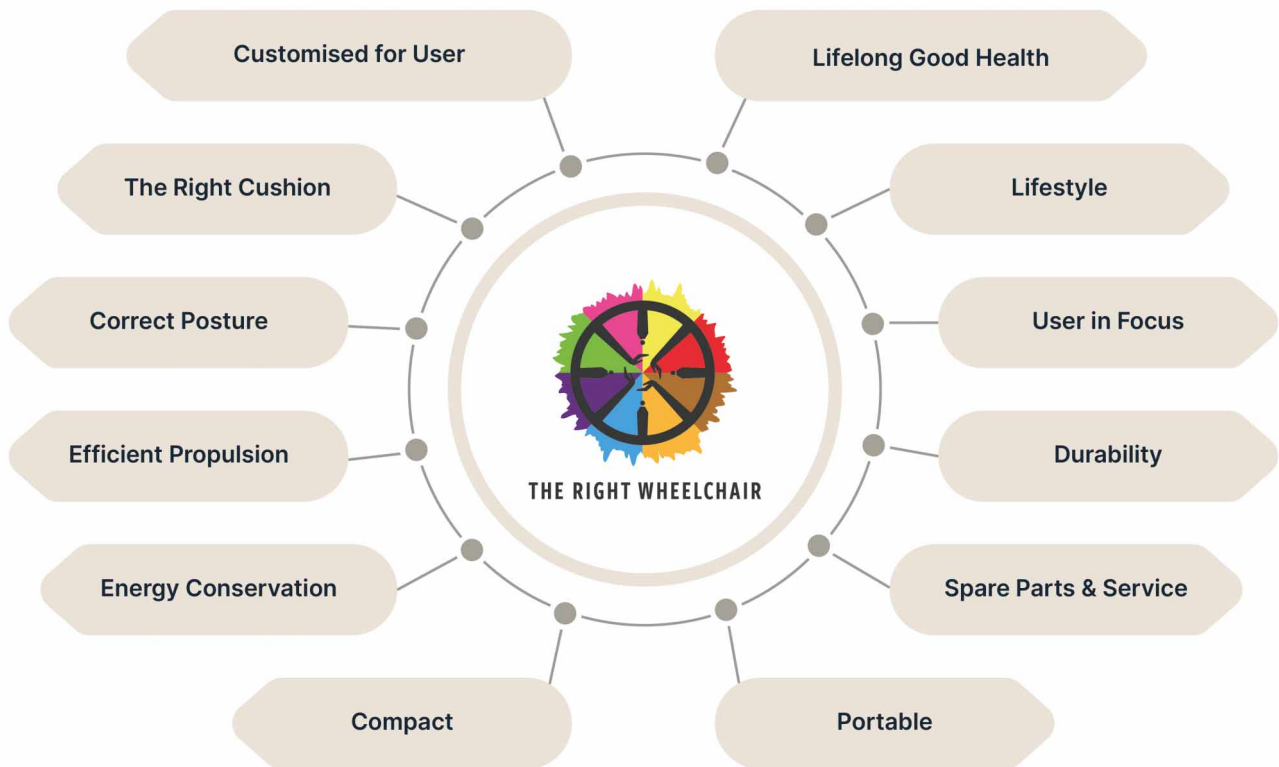 Customised for User
Lifelong Good Health
The Right Cushion
Lifestyle
Correct Posture
User in Focus
THE RIGHT WHEELCHAIR
Efficient Propulsion
Durability
Energy Conservation
Spare Parts & Service
Compact
Portable